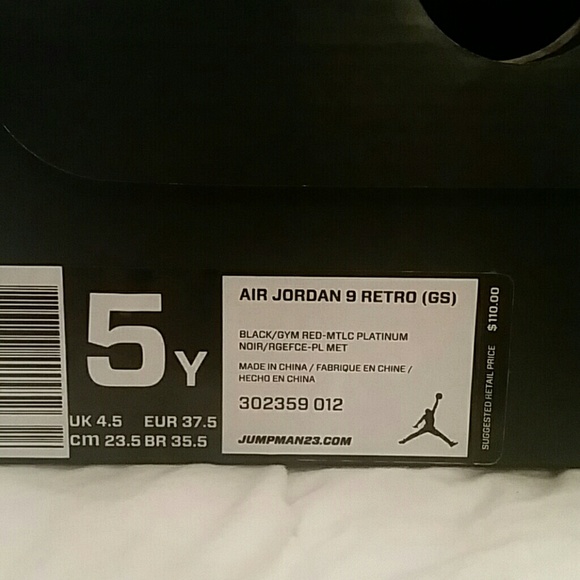 5Y
UK 4.5 EUR 37.5
cm 23.5 BR 35.5
AIR JORDAN 9 RETRO (GS)
BLACK/GYM RED-MTLC PLATINUM
NOIR/RGEFCE-PL MET
MADE IN CHINA / FABRIQUE EN CHINE /
HECHO EN CHINA
302359 012
JUMPMAN23.COM
SUGGESTED RETAIL PRICE $110.00